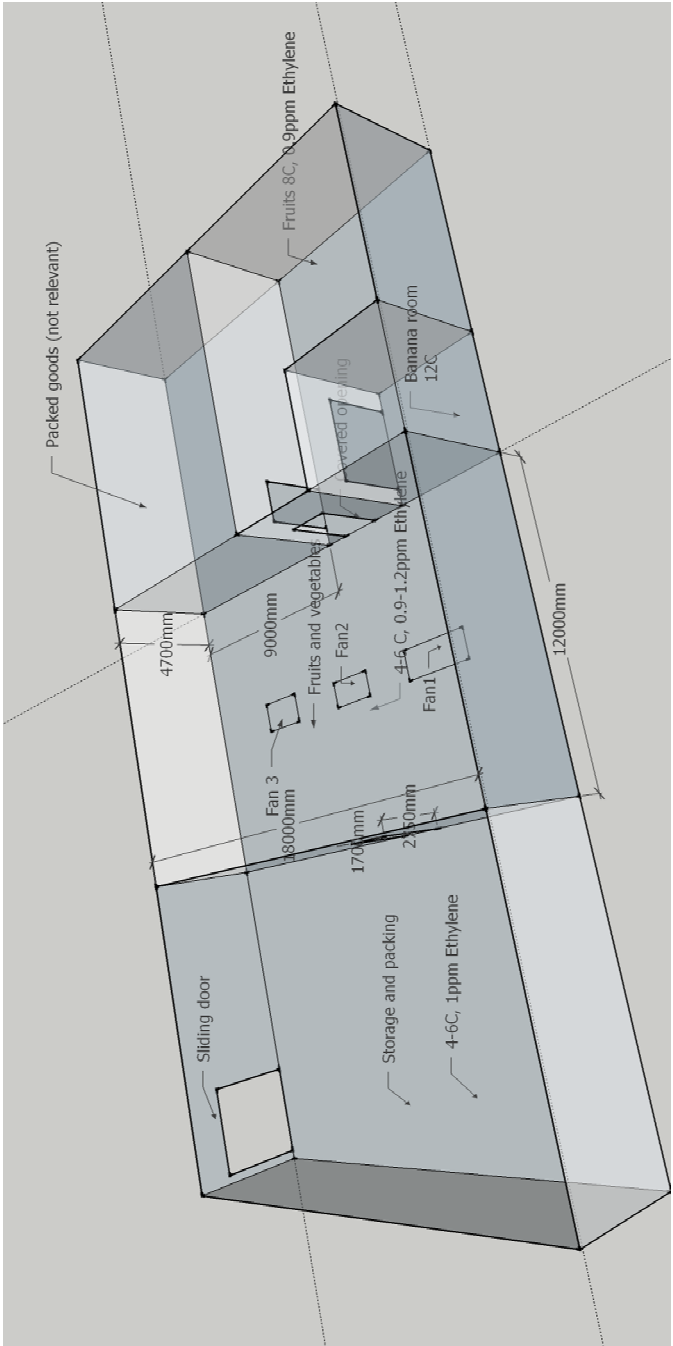 Packed goods (not relevant)
Fruits 8C, 0.9ppm Ethylene
Banana room
12C
Covered opening
4-6 C, 0.9-1.2ppm Ethylene
Fruits and vegetables
4700mm
9000mm
Fan2
Fan1
Fan 3
12000mm
18000mm
1700mm
Sliding door
Storage and packing
4-6C, 1ppm Ethylene